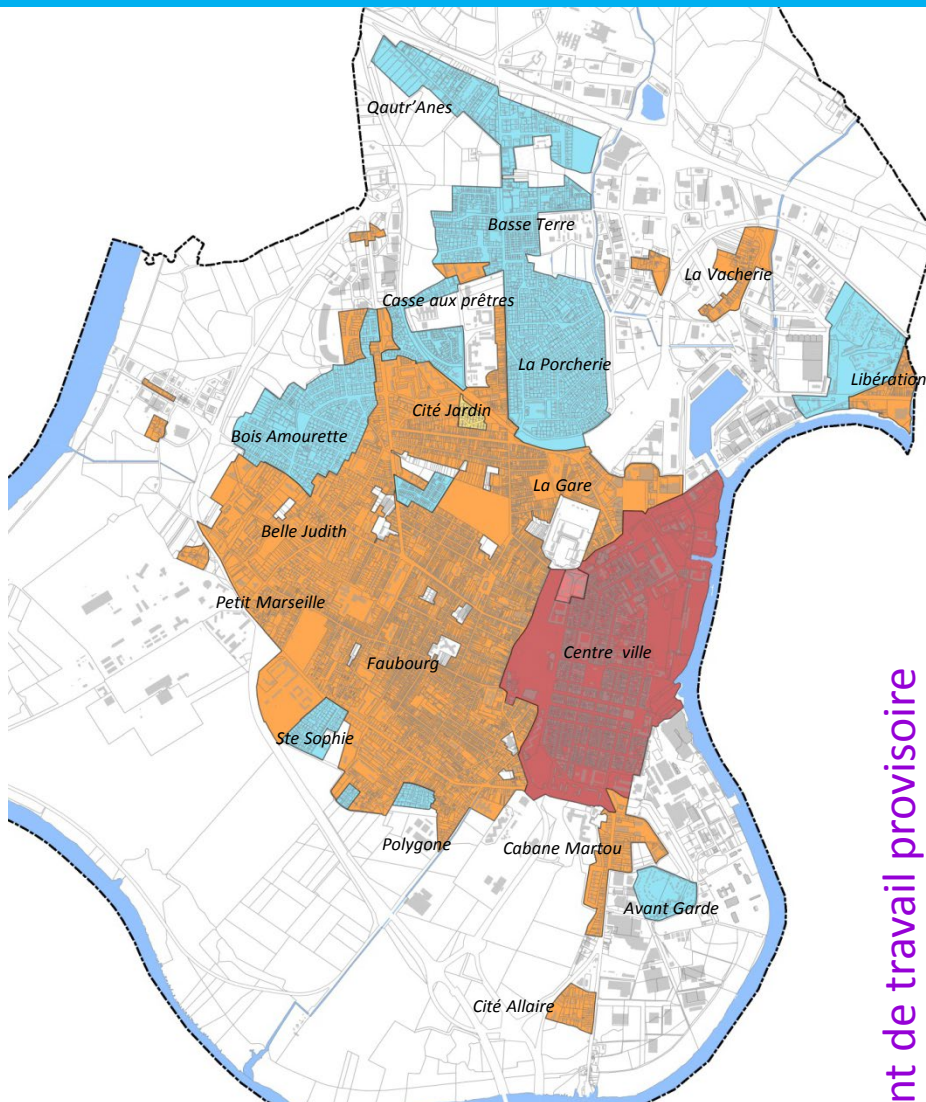 Qautr'Anes
Basse Terre
La Vacherie
Casse aux prêtres
La Porcherie
Libération
Cité Jardin
Bois Amourette
La Gare
Belle Judith
Petit Marseille
Centre ville
Faubourg
Ste Sophie
Polygone
Cabane Martou
Avant Garde
Cité Allaire
nt de travail provisoire